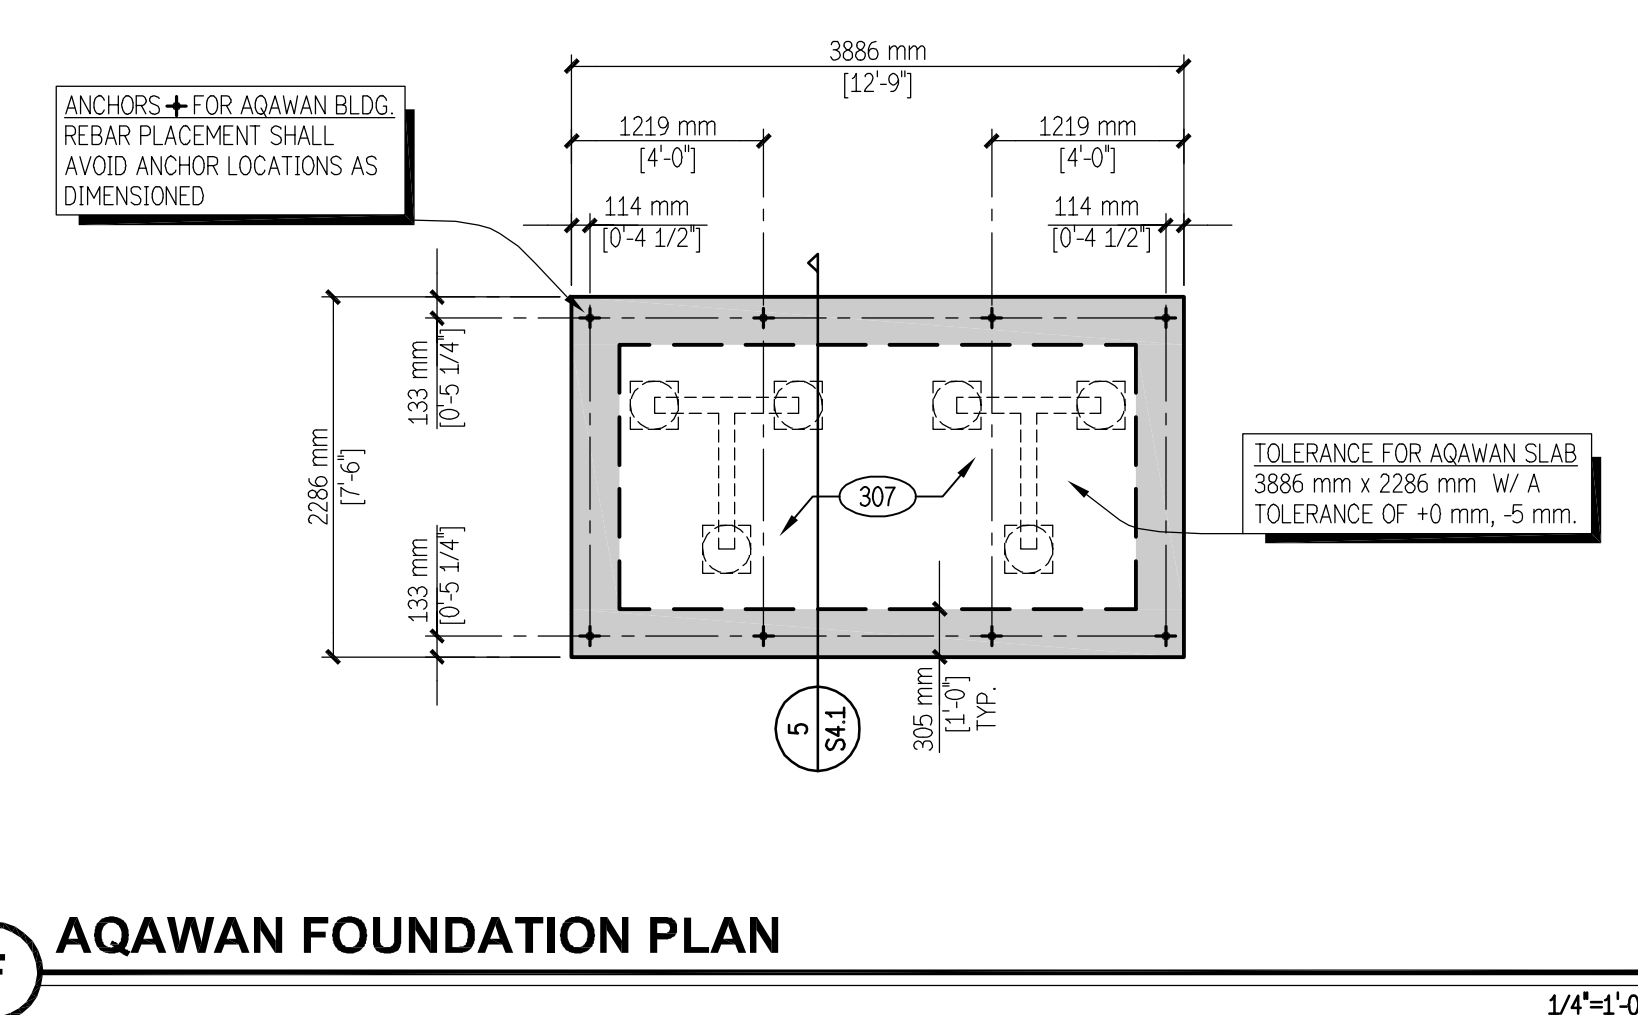 3886 mm
[12'-9"]
ANCHORS FOR AQAWAN BLDG.
REBAR PLACEMENT SHALL
AVOID ANCHOR LOCATIONS AS
DIMENSIONED
1219 mm
[4'-0"]
1219 mm
[4'-0"]
114 mm
[0'-4 1/2"]
114 mm
[0'-4 1/2"]
133 mm
[0'-5 1/4"]
2286 mm
[7'-6"]
133 mm
[0'-5 1/4"]
307
TOLERANCE FOR AQAWAN SLAB
3886 mm x 2286 mm W/ A
TOLERANCE OF +0 mm, -5 mm.
305 mm
[1'-0"]
TYP.
5
S4.1
AQAWAN FOUNDATION PLAN
1/4"=1'-0